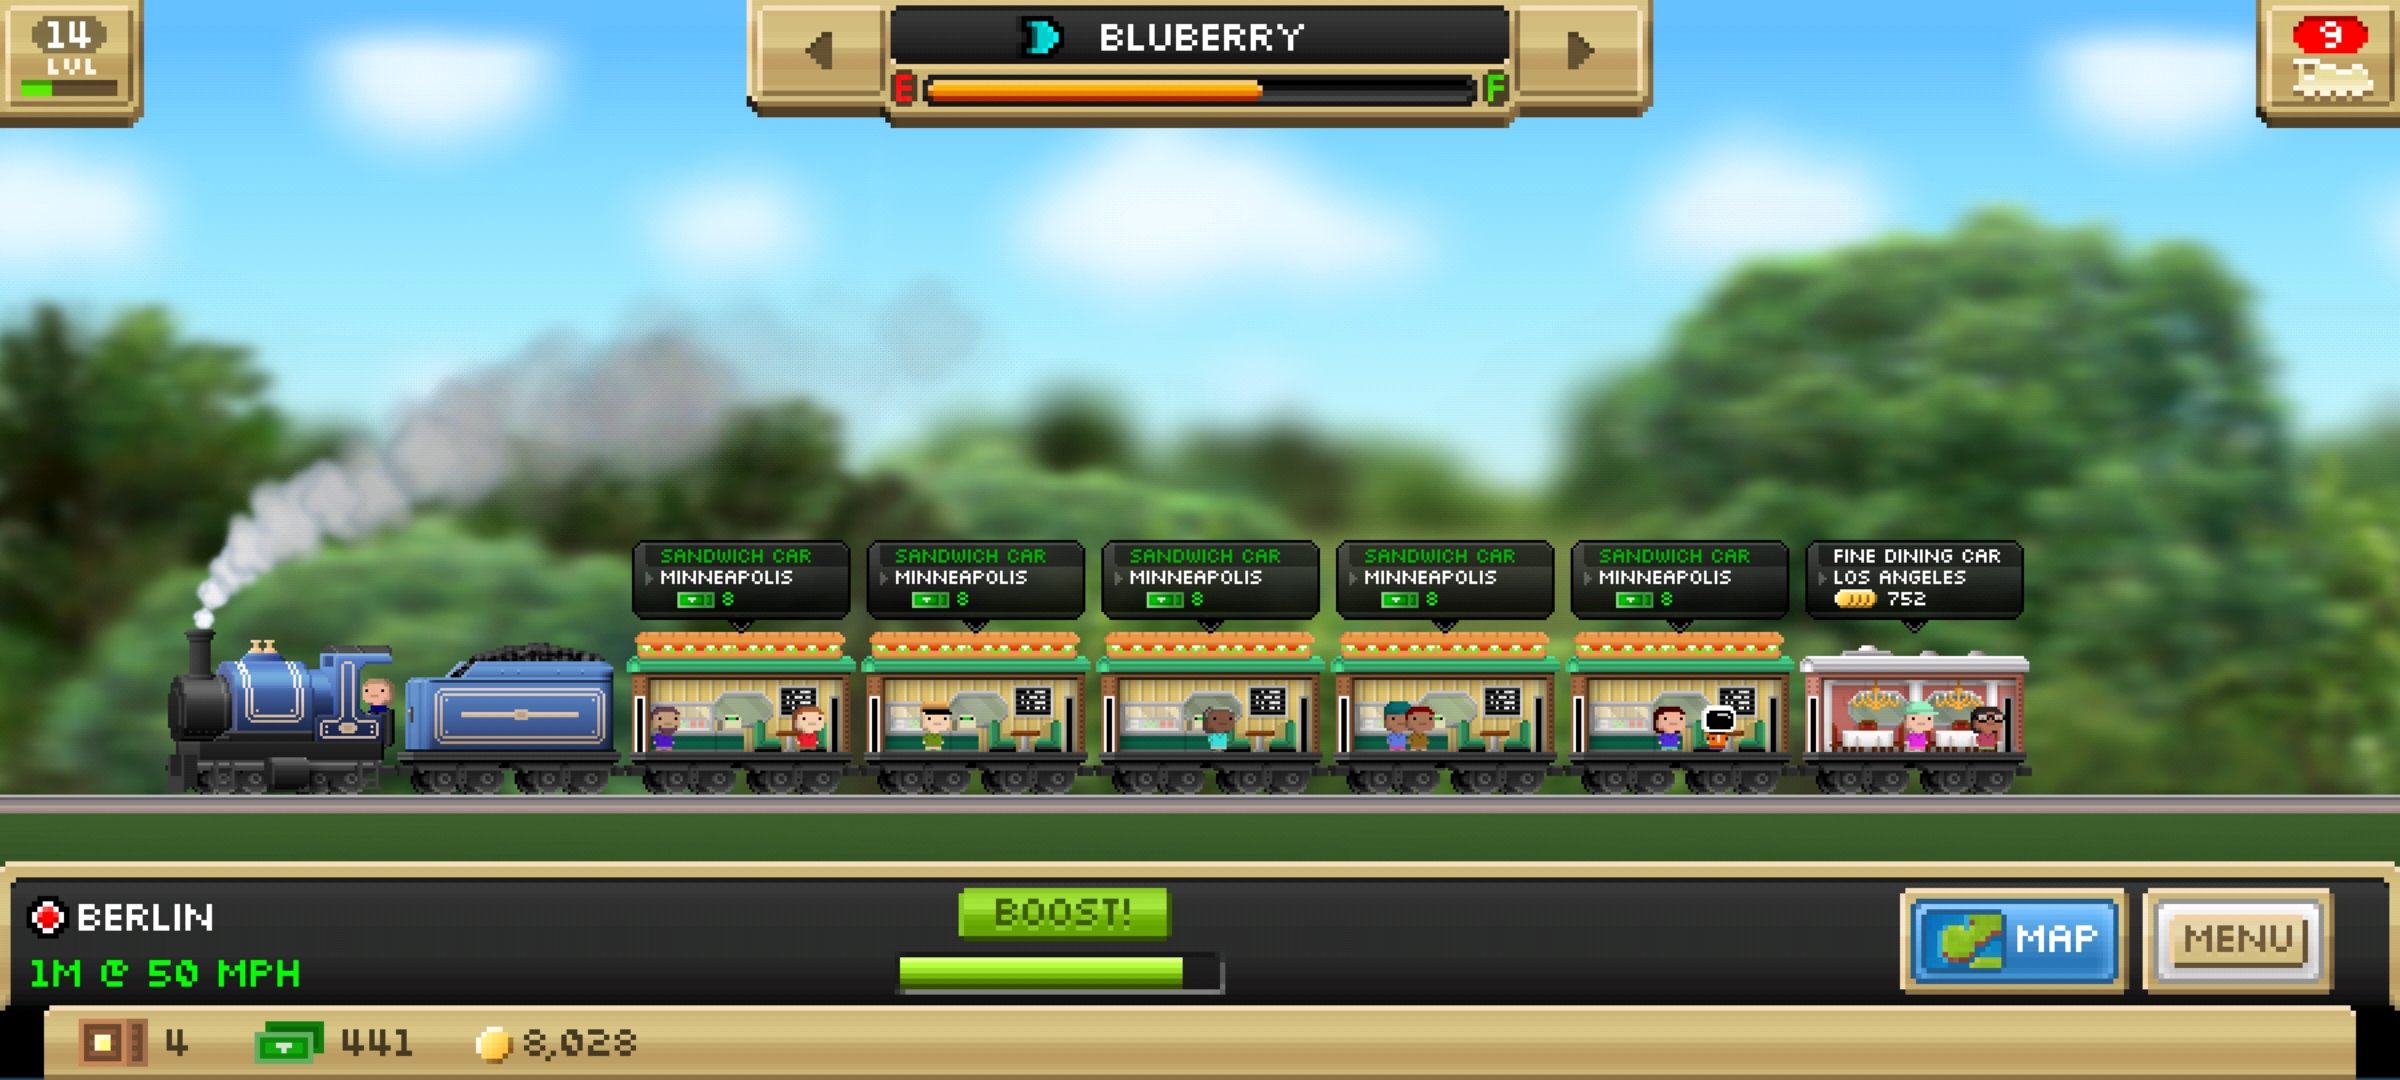 14
LVL
BLUBERRY
E
F
9
SANDWICH CAR
MINNEAPOLIS
8
SANDWICH CAR
MINNEAPOLIS
8
SANDWICH CAR
MINNEAPOLIS
8
SANDWICH CAR
MINNEAPOLIS
8
SANDWICH CAR
MINNEAPOLIS
8
FINE DINING CAR
LOS ANGELES
752
BERLIN
1M @ 50 MPH
BOOST!
MAP
MENU
4
441
8,028